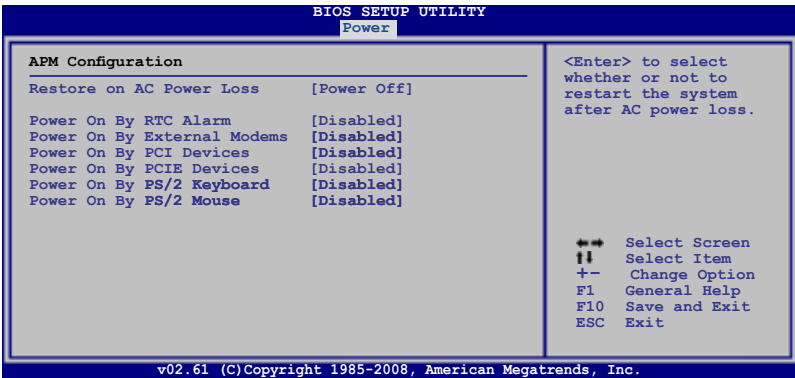 BIOS SETUP UTILITY
Power
APM Configuration
Restore on AC Power Loss [Power Off]
Power On By RTC Alarm [Disabled]
Power On By External Modems [Disabled]
Power On By PCI Devices [Disabled]
Power On By PCIE Devices [Disabled]
Power On By PS/2 Keyboard [Disabled]
Power On By PS/2 Mouse [Disabled]
<Enter> to select
whether or not to
restart the system
after AC power loss.
←→ Select Screen
↑↓ Select Item
+- Change Option
F1 General Help
F10 Save and Exit
ESC Exit
v02.61 (C)Copyright 1985-2008, American Megatrends, Inc.